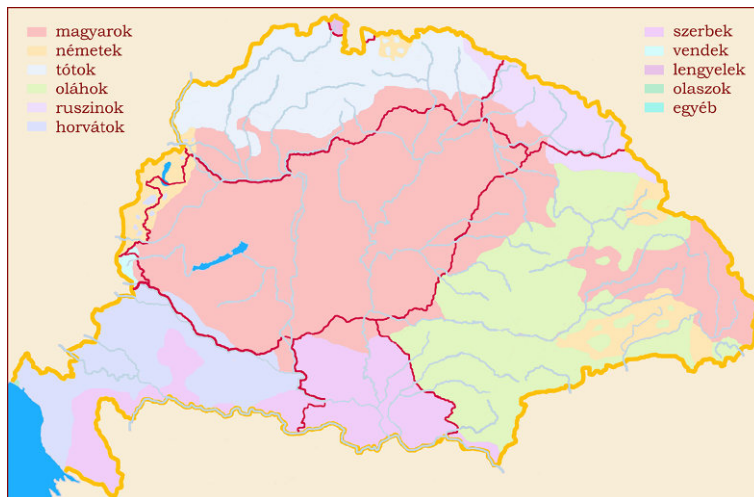 magyarok
németek
tótok
oláhok
ruszinok
horvátok
szerbek
vendek
lengyelek
olaszok
egyéb